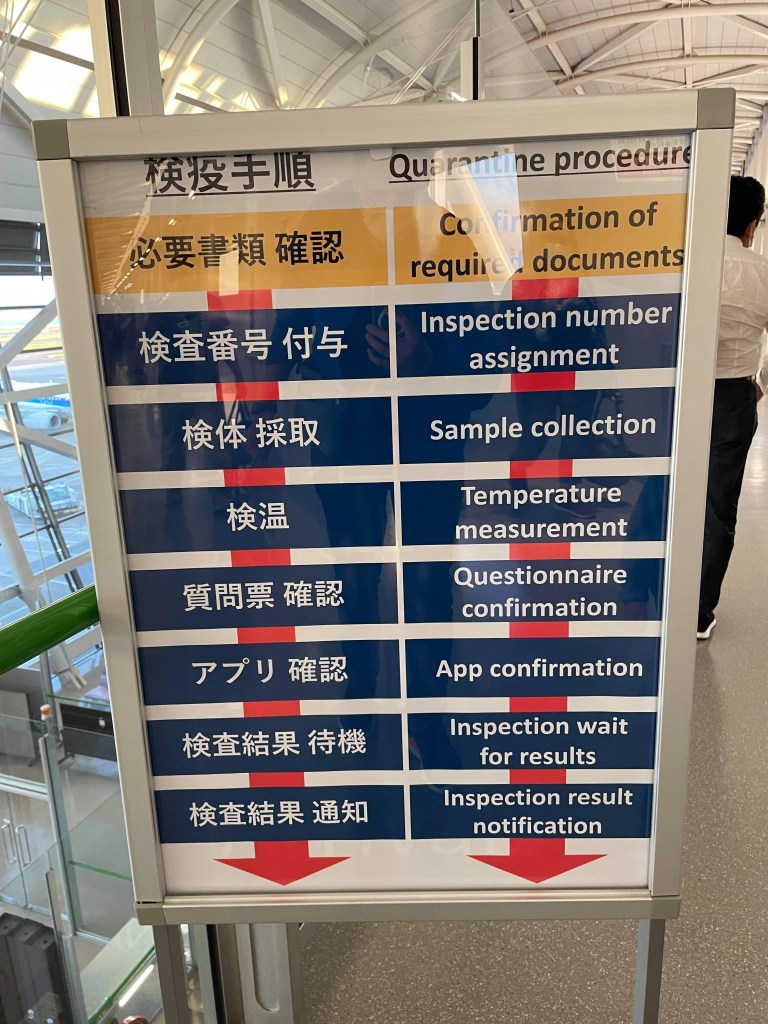 検疫手順
Quarantine procedure
必要書類 確認
Confirmation of
required documents
検査番号 付与
Inspection number
assignment
検体 採取
Sample collection
検温
Temperature
measurement
質問票 確認
Questionnaire
confirmation
アプリ 確認
App confirmation
検査結果 待機
Inspection wait
for results
検査結果 通知
Inspection result
notification